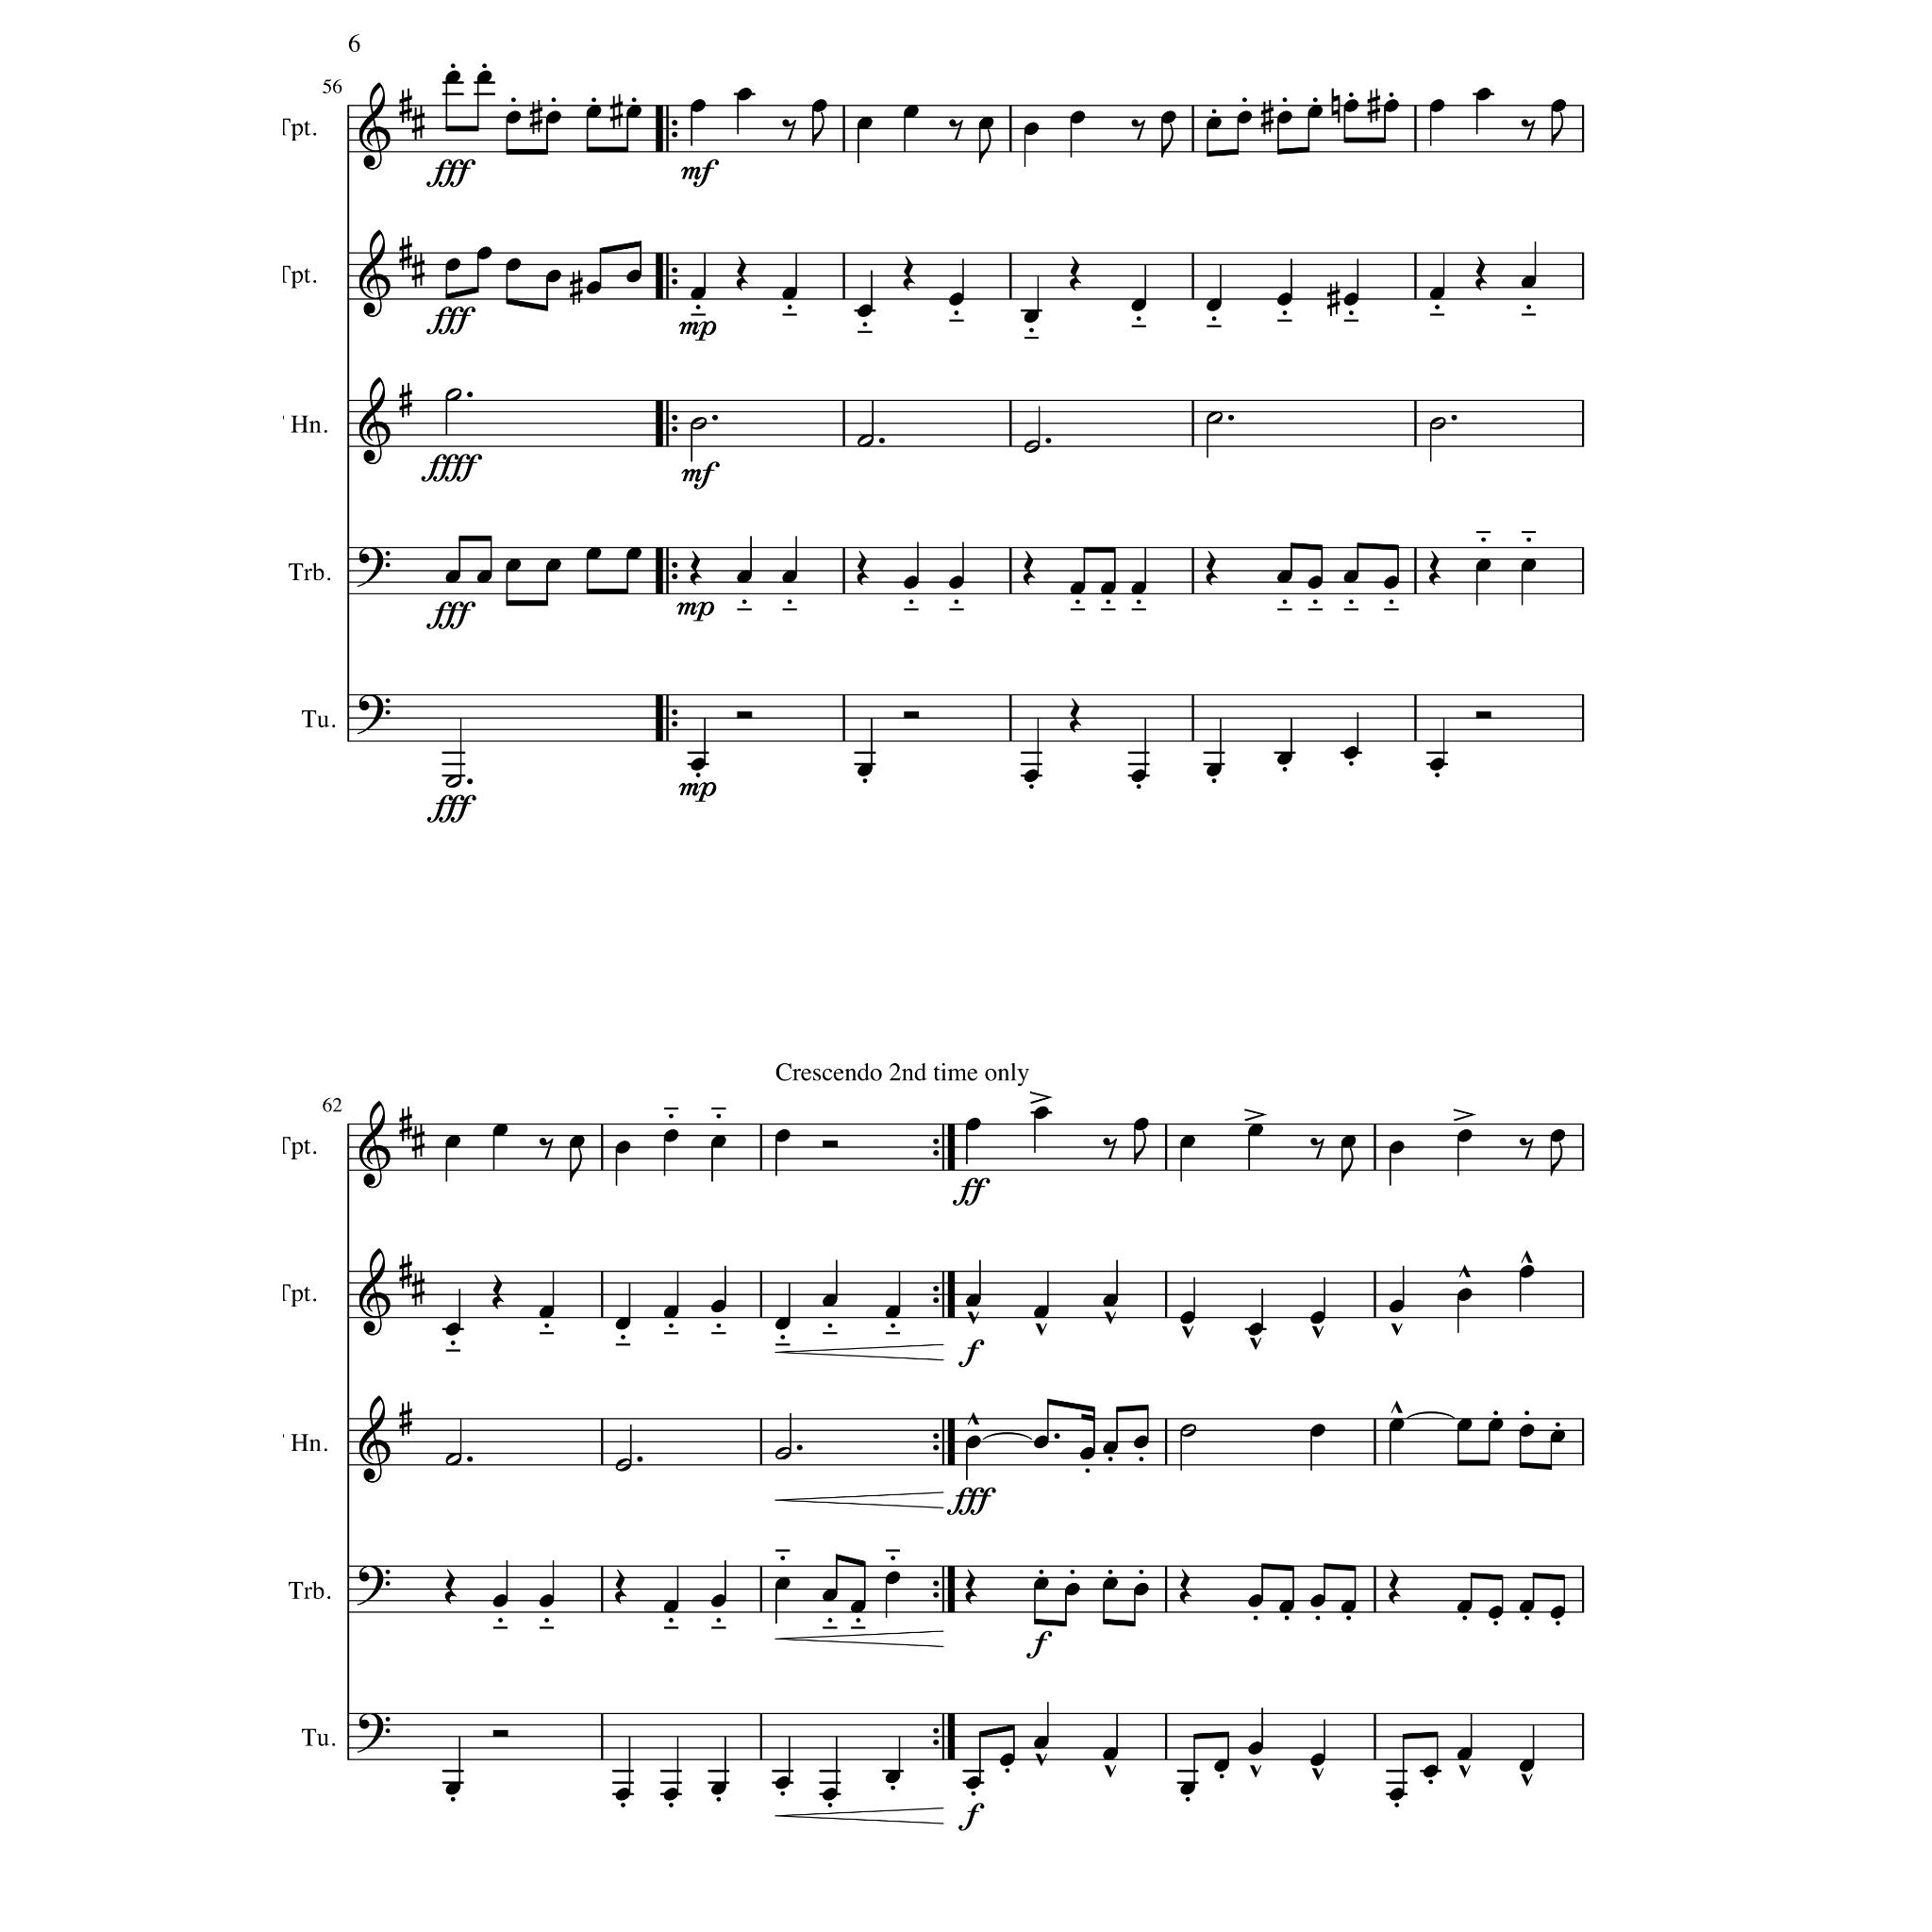 6
56
Tpt.
fff
mf
Tpt.
fff
mp
Hn.
ffff
mf
Trb.
fff
mp
Tu.
fff
mp
Crescendo 2nd time only
62
Tpt.
ff
Tpt.
f
Hn.
fff
Trb.
f
Tu.
f